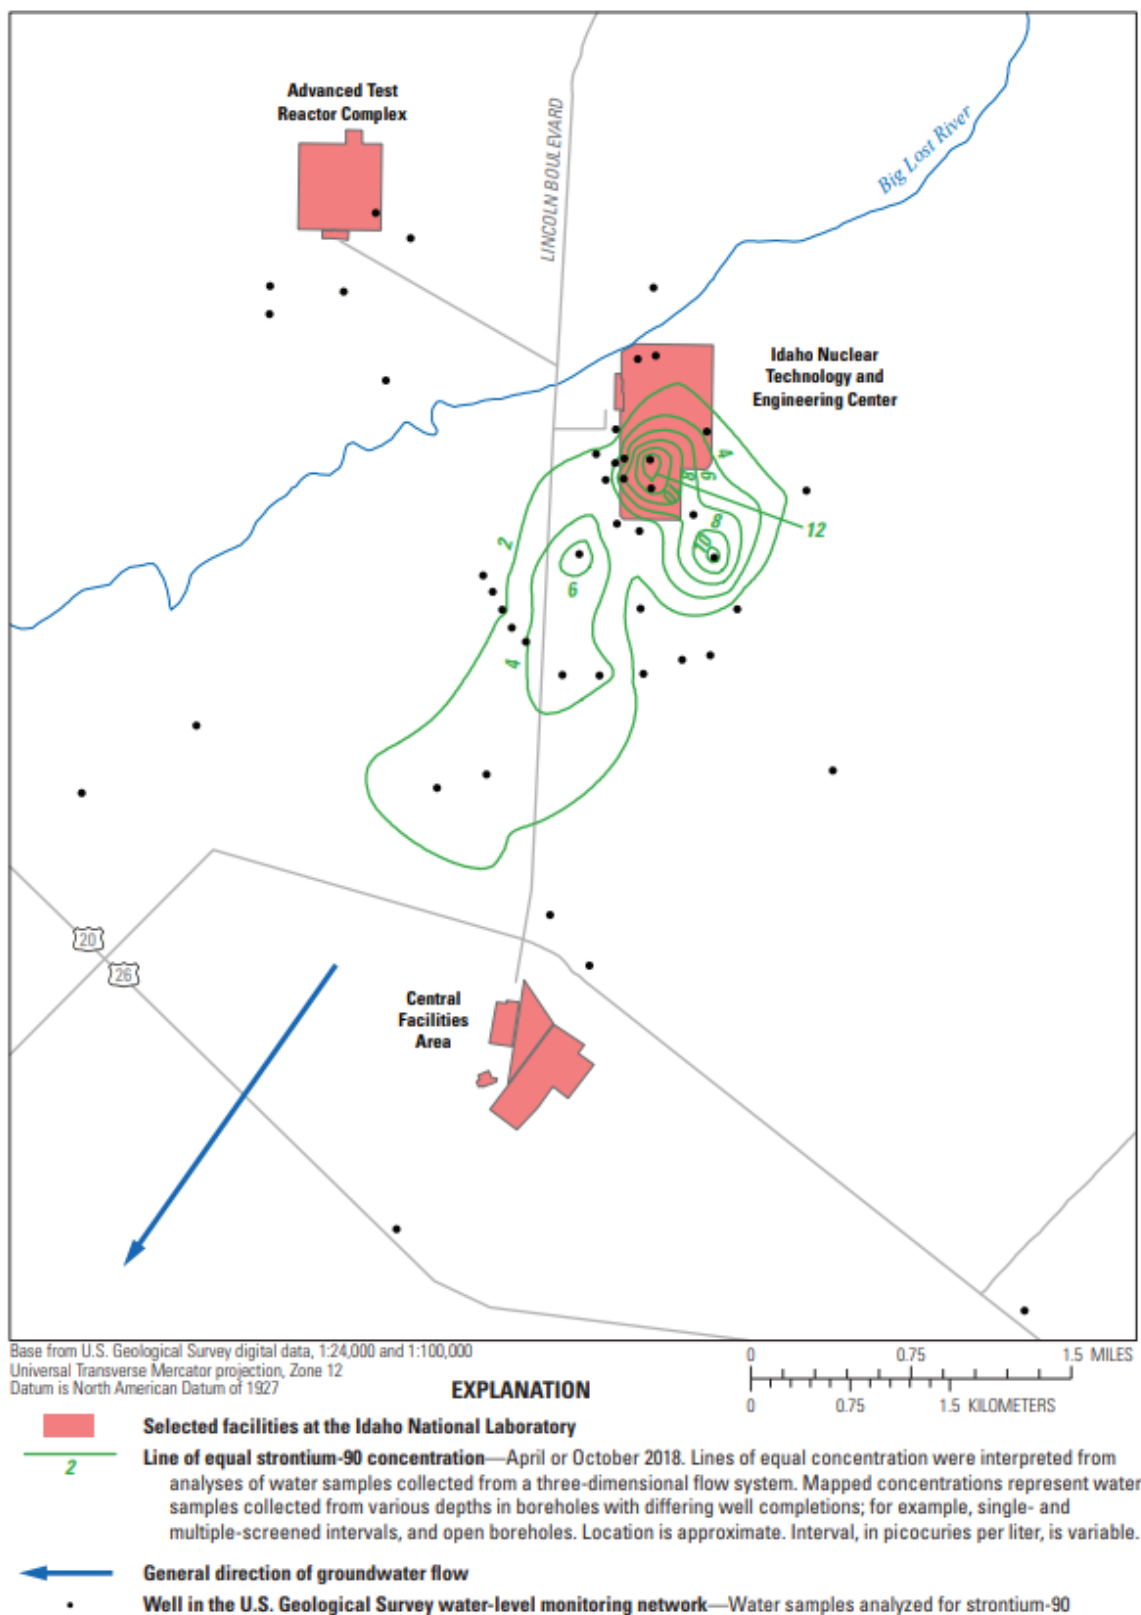 Advanced Test
Reactor Complex
LINCOLN BOULEVARD
Big Lost River
Idaho Nuclear
Technology and
Engineering Center
4
8
6
10
12
8
10
2
6
4
20
26
Central
Facilities
Area
Base from U.S. Geological Survey digital data, 1:24,000 and 1:100,000
Universal Transverse Mercator projection, Zone 12
Datum is North American Datum of 1927
0 0.75 1.5 MILES
0 0.75 1.5 KILOMETERS
EXPLANATION
Selected facilities at the Idaho National Laboratory
2
Line of equal strontium-90 concentration—April or October 2018. Lines of equal concentration were interpreted from
analyses of water samples collected from a three-dimensional flow system. Mapped concentrations represent water
samples collected from various depths in boreholes with differing well completions; for example, single- and
multiple-screened intervals, and open boreholes. Location is approximate. Interval, in picocuries per liter, is variable.
General direction of groundwater flow
Well in the U.S. Geological Survey water-level monitoring network—Water samples analyzed for strontium-90